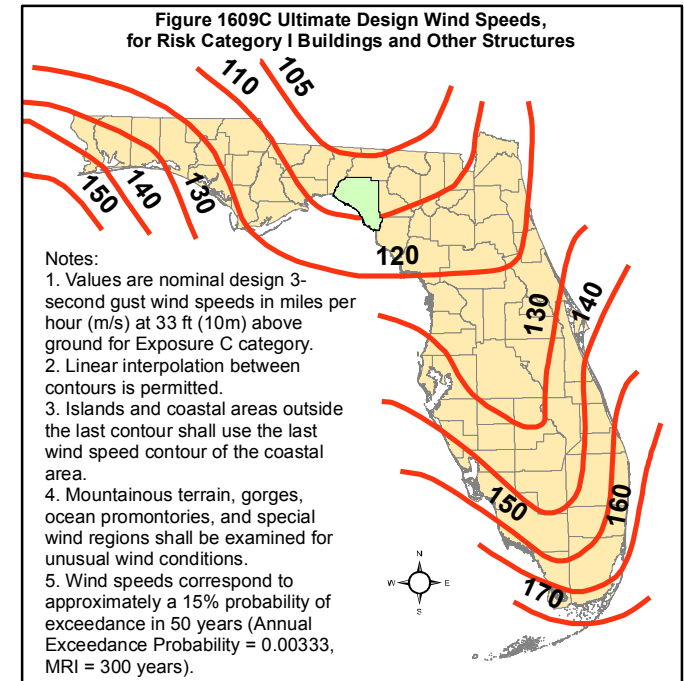 Figure 1609C Ultimate Design Wind Speeds,
for Risk Category I Buildings and Other Structures
105
110
150
140
130
120
Notes:
1. Values are nominal design 3-
second gust wind speeds in miles per
hour (m/s) at 33 ft (10m) above
ground for Exposure C category.
2. Linear interpolation between
contours is permitted.
3. Islands and coastal areas outside
the last contour shall use the last
wind speed contour of the coastal
area.
4. Mountainous terrain, gorges,
ocean promontories, and special
wind regions shall be examined for
unusual wind conditions.
5. Wind speeds correspond to
approximately a 15% probability of
exceedance in 50 years (Annual
Exceedance Probability = 0.00333,
MRI = 300 years).
130
140
150
160
170
N
W E
S